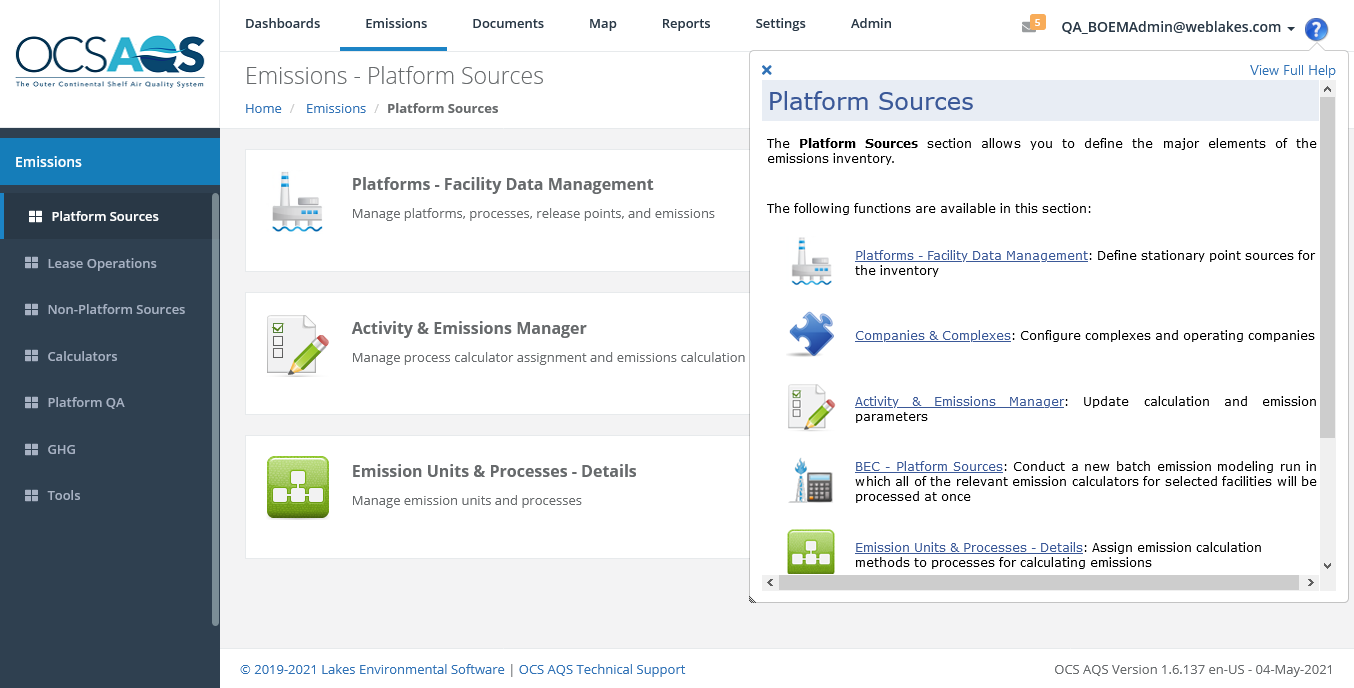 OCSAQS
The Outer Continental Shelf Air Quality System
Dashboards
Emissions
Documents
Map
Reports
Settings
Admin
5
QA_BOEMAdmin@weblakes.com
?
Emissions - Platform Sources
Home / Emissions / Platform Sources
Emissions
Platform Sources
Lease Operations
Non-Platform Sources
Calculators
Platform QA
GHG
Tools
Platforms - Facility Data Management
Manage platforms, processes, release points, and emissions
Activity & Emissions Manager
Manage process calculator assignment and emissions calculation
Emission Units & Processes - Details
Manage emission units and processes
View Full Help
Platform Sources
The Platform Sources section allows you to define the major elements of the
emissions inventory.
The following functions are available in this section:
Platforms - Facility Data Management: Define stationary point sources for
the inventory
Companies & Complexes: Configure complexes and operating companies
Activity & Emissions Manager: Update calculation and emission
parameters
BEC - Platform Sources: Conduct a new batch emission modeling run in
which all of the relevant emission calculators for selected facilities will be
processed at once
Emission Units & Processes - Details: Assign emission calculation
methods to processes for calculating emissions
© 2019-2021 Lakes Environmental Software | OCS AQS Technical Support
OCS AQS Version 1.6.137 en-US - 04-May-2021